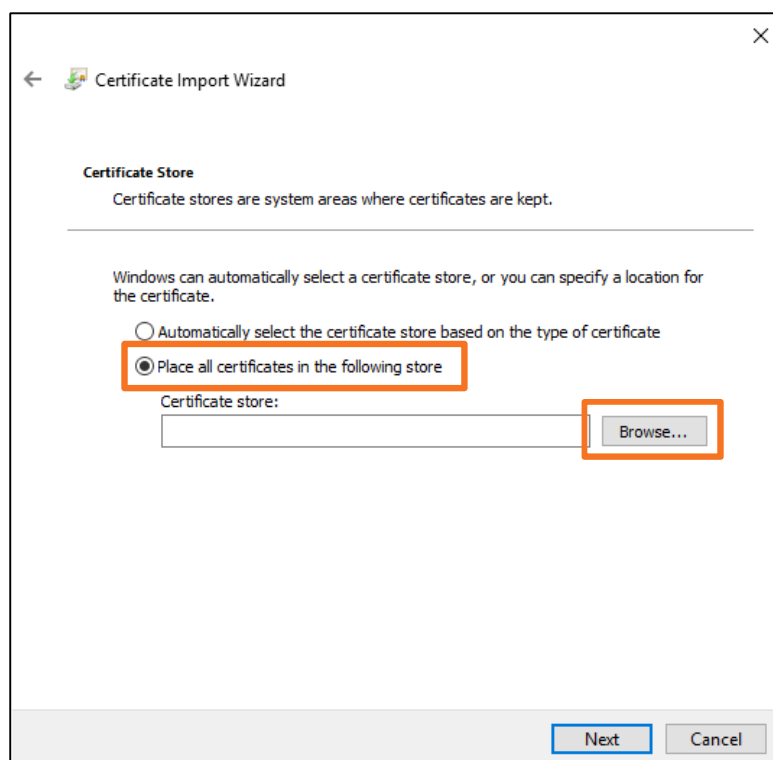 Certificate Import Wizard
Certificate Store
Certificate stores are system areas where certificates are kept.
Windows can automatically select a certificate store, or you can specify a location for
the certificate.
Automatically select the certificate store based on the type of certificate
Place all certificates in the following store
Certificate store:
Browse...
Next
Cancel